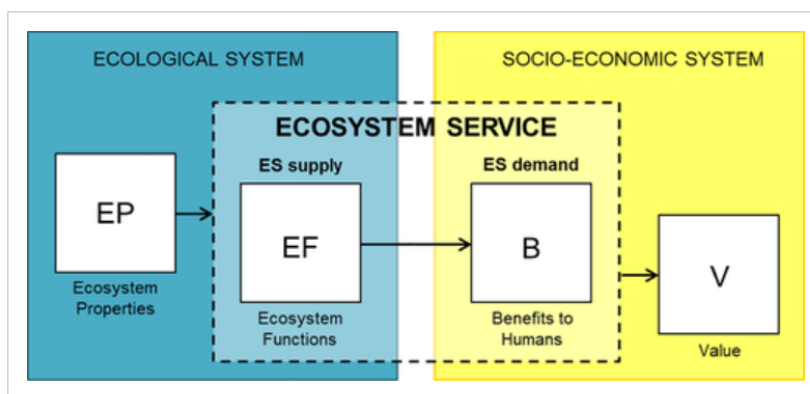 ECOLOGICAL SYSTEM
SOCIO-ECONOMIC SYSTEM
ECOSYSTEM SERVICE
ES supply
ES demand
EP
EF
B
V
Ecosystem
Properties
Ecosystem
Functions
Benefits to
Humans
Value